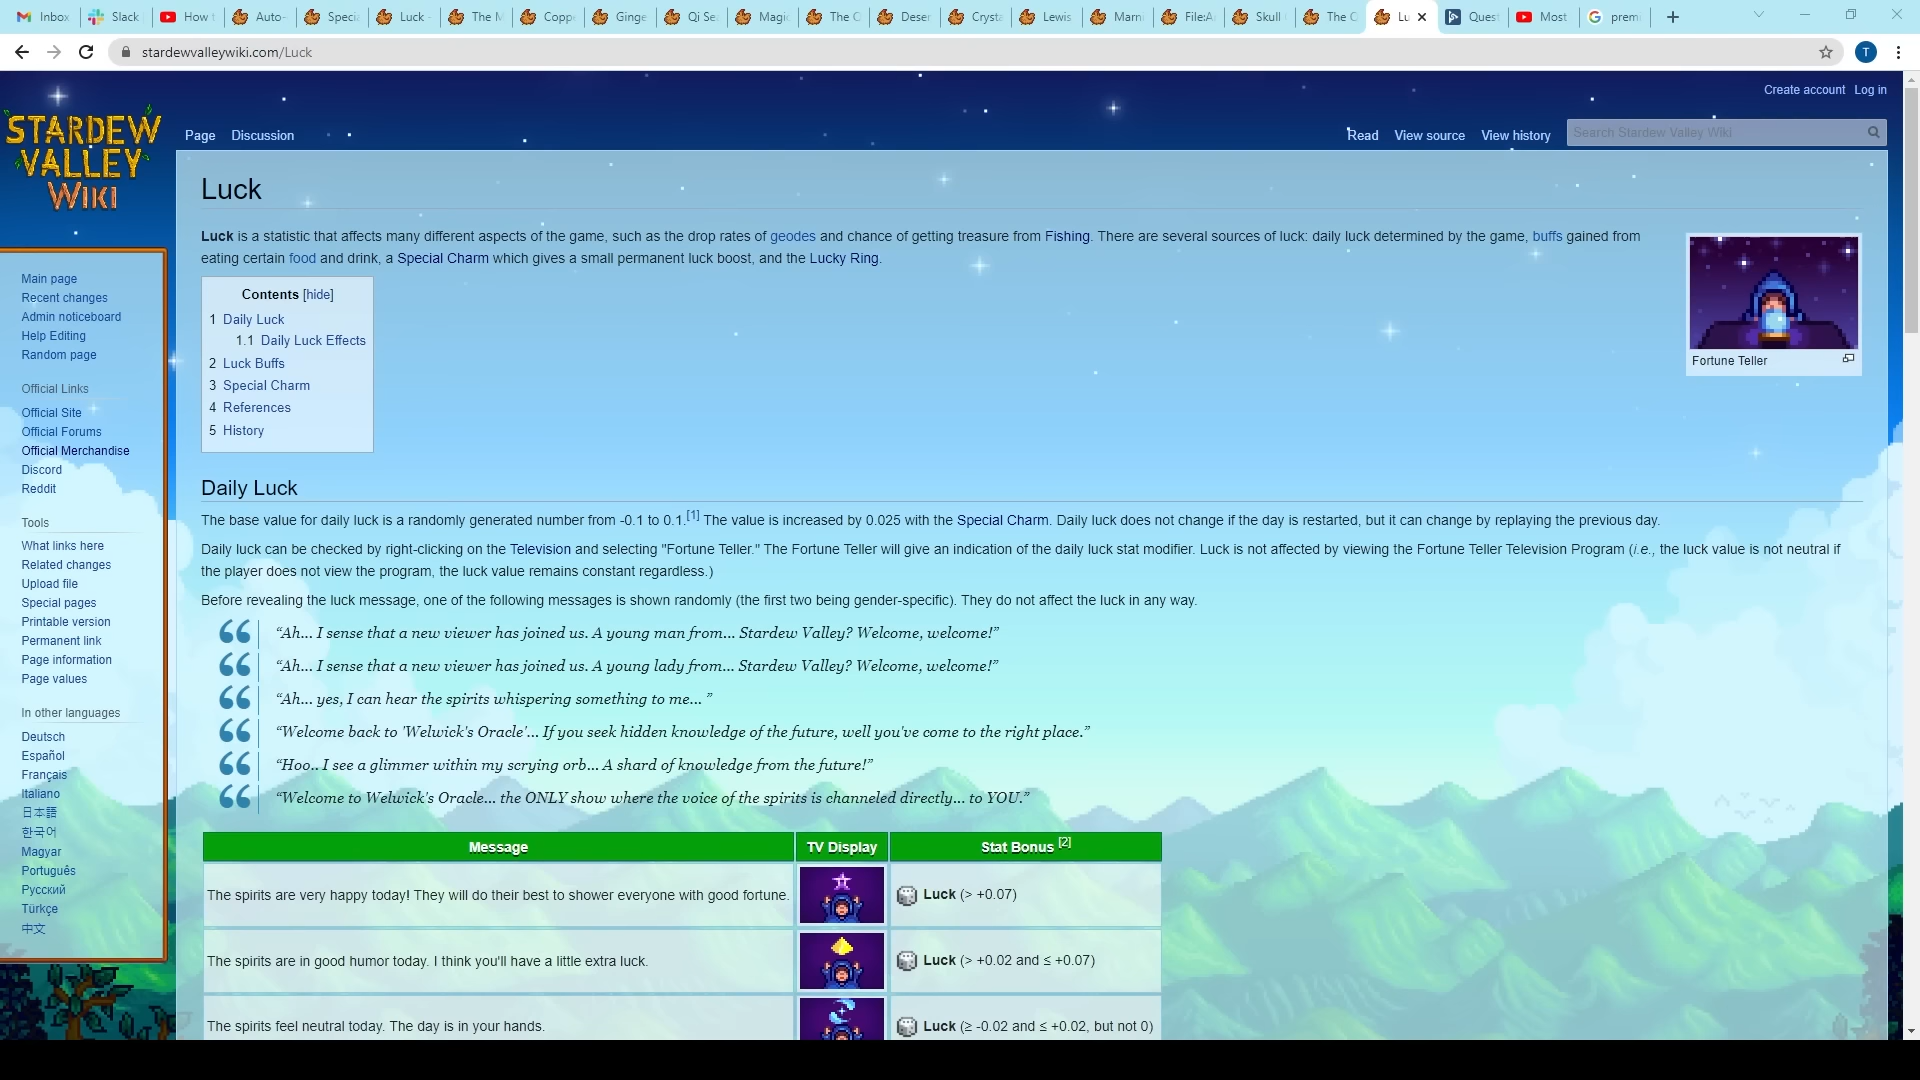 Inbox Slack How t Auto- Specia Luck - The M Coppe Ginge Qi Sea Magic The C Deser Crysta Lewis Marni File:A Skull The C Lu Quest Most premi
stardewvalleywiki.com/Luck
T
Create account Log in
STARDEW
VALLEY
WIKI
Page Discussion
Read View source View history Search Stardew Valley Wiki
Luck
Luck is a statistic that affects many different aspects of the game, such as the drop rates of geodes and chance of getting treasure from Fishing. There are several sources of luck: daily luck determined by the game, buffs gained from
eating certain food and drink, a Special Charm which gives a small permanent luck boost, and the Lucky Ring.
Fortune Teller
Contents [hide]
1 Daily Luck
1.1 Daily Luck Effects
2 Luck Buffs
3 Special Charm
4 References
5 History
Main page
Recent changes
Admin noticeboard
Help Editing
Random page
Official Links
Official Site
Official Forums
Official Merchandise
Discord
Reddit
Tools
What links here
Related changes
Upload file
Special pages
Printable version
Permanent link
Page information
Page values
In other languages
Deutsch
Español
Français
Italiano
日本語
한국어
Magyar
Português
Русский
Türkçe
中文
Daily Luck
The base value for daily luck is a randomly generated number from -0.1 to 0.1.[1] The value is increased by 0.025 with the Special Charm. Daily luck does not change if the day is restarted, but it can change by replaying the previous day.
Daily luck can be checked by right-clicking on the Television and selecting "Fortune Teller." The Fortune Teller will give an indication of the daily luck stat modifier. Luck is not affected by viewing the Fortune Teller Television Program (i.e., the luck value is not neutral if
the player does not view the program, the luck value remains constant regardless.)
Before revealing the luck message, one of the following messages is shown randomly (the first two being gender-specific). They do not affect the luck in any way.
“Ah... I sense that a new viewer has joined us. A young man from... Stardew Valley? Welcome, welcome!”
“Ah... I sense that a new viewer has joined us. A young lady from... Stardew Valley? Welcome, welcome!”
“Ah... yes, I can hear the spirits whispering something to me... ”
“Welcome back to 'Welwick's Oracle'... If you seek hidden knowledge of the future, well you've come to the right place.”
“Hoo.. I see a glimmer within my scrying orb... A shard of knowledge from the future!”
“Welcome to Welwick's Oracle... the ONLY show where the voice of the spirits is channeled directly... to YOU.”
Message TV Display Stat Bonus [2]
The spirits are very happy today! They will do their best to shower everyone with good fortune. Luck (> +0.07)
The spirits are in good humor today. I think you'll have a little extra luck. Luck (> +0.02 and ≤ +0.07)
The spirits feel neutral today. The day is in your hands. Luck (≥ -0.02 and ≤ +0.02, but not 0)